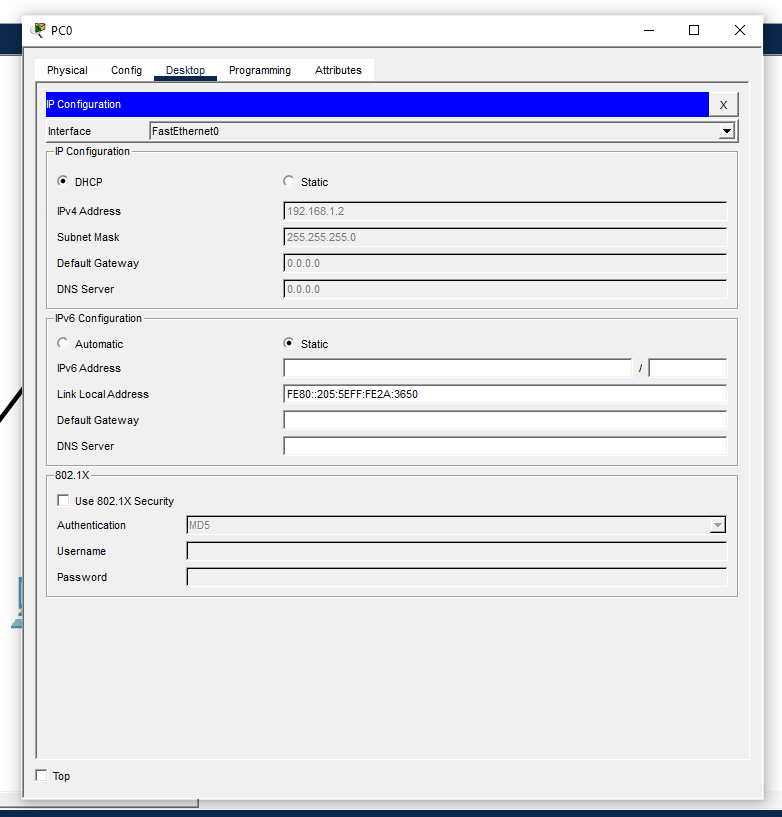 PC0
Physical Config Desktop Programming Attributes
IP Configuration X
Interface FastEthernet0
IP Configuration
DHCP Static
IPv4 Address 192.168.1.2
Subnet Mask 255.255.255.0
Default Gateway 0.0.0.0
DNS Server 0.0.0.0
IPv6 Configuration
Automatic Static
IPv6 Address /
Link Local Address FE80::205:5EFF:FE2A:3650
Default Gateway
DNS Server
802.1X
Use 802.1X Security
Authentication MD5
Username
Password
Top